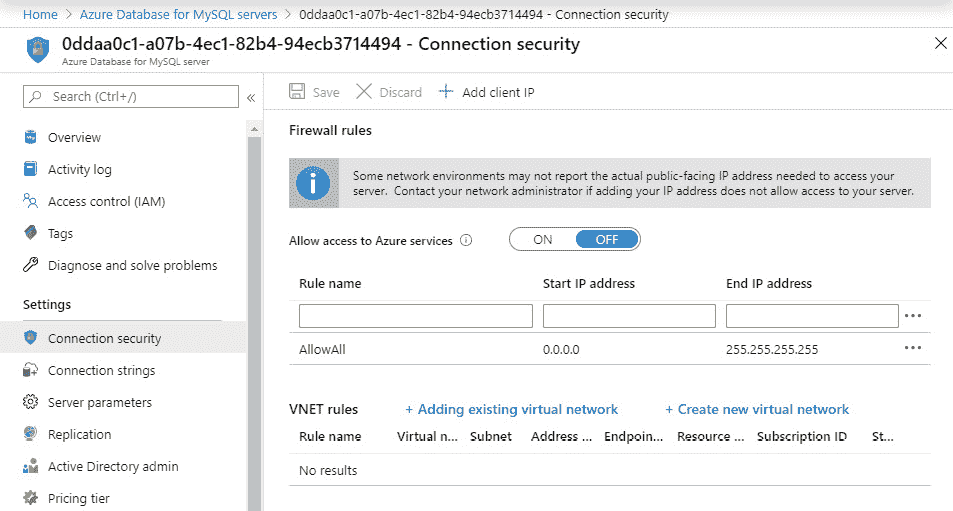 Home > Azure Database for MySQL servers > 0ddaa0c1-a07b-4ec1-82b4-94ecb3714494 - Connection security
0ddaa0c1-a07b-4ec1-82b4-94ecb3714494 - Connection security
Azure Database for MySQL server
Search (Ctrl+/)
«
Save
Discard
Add client IP
Overview
Activity log
Access control (IAM)
Tags
Diagnose and solve problems
Settings
Connection security
Connection strings
Server parameters
Replication
Active Directory admin
Pricing tier
Firewall rules
Some network environments may not report the actual public-facing IP address needed to access your
server. Contact your network administrator if adding your IP address does not allow access to your server.
Allow access to Azure services ON OFF
Rule name Start IP address End IP address
...
AllowAll 0.0.0.0 255.255.255.255 ...
VNET rules + Adding existing virtual network + Create new virtual network
Rule name Virtual n... Subnet Address ... Endpoin... Resource ... Subscription ID St...
No results